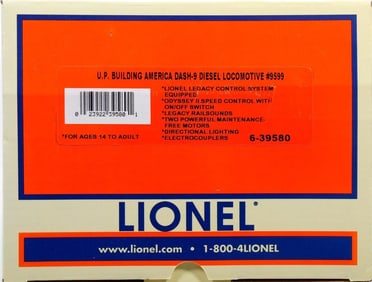 U.P. BUILDING AMERICA DASH-9 DIESEL LOCOMOTIVE #9599
*LIONEL LEGACY CONTROL SYSTEM
EQUIPPED
*ODYSSEY II SPEED CONTROL WITH
ON/OFF SWITCH
*LEGACY RAILSOUNDS
*TWO POWERFUL MAINTENANCE-
FREE MOTORS
*DIRECTIONAL LIGHTING
*ELECTROCOUPLERS
0 23922 39580 1
*FOR AGES 14 TO ADULT
6-39580
LIONEL®
www.lionel.com • 1-800-4LIONEL